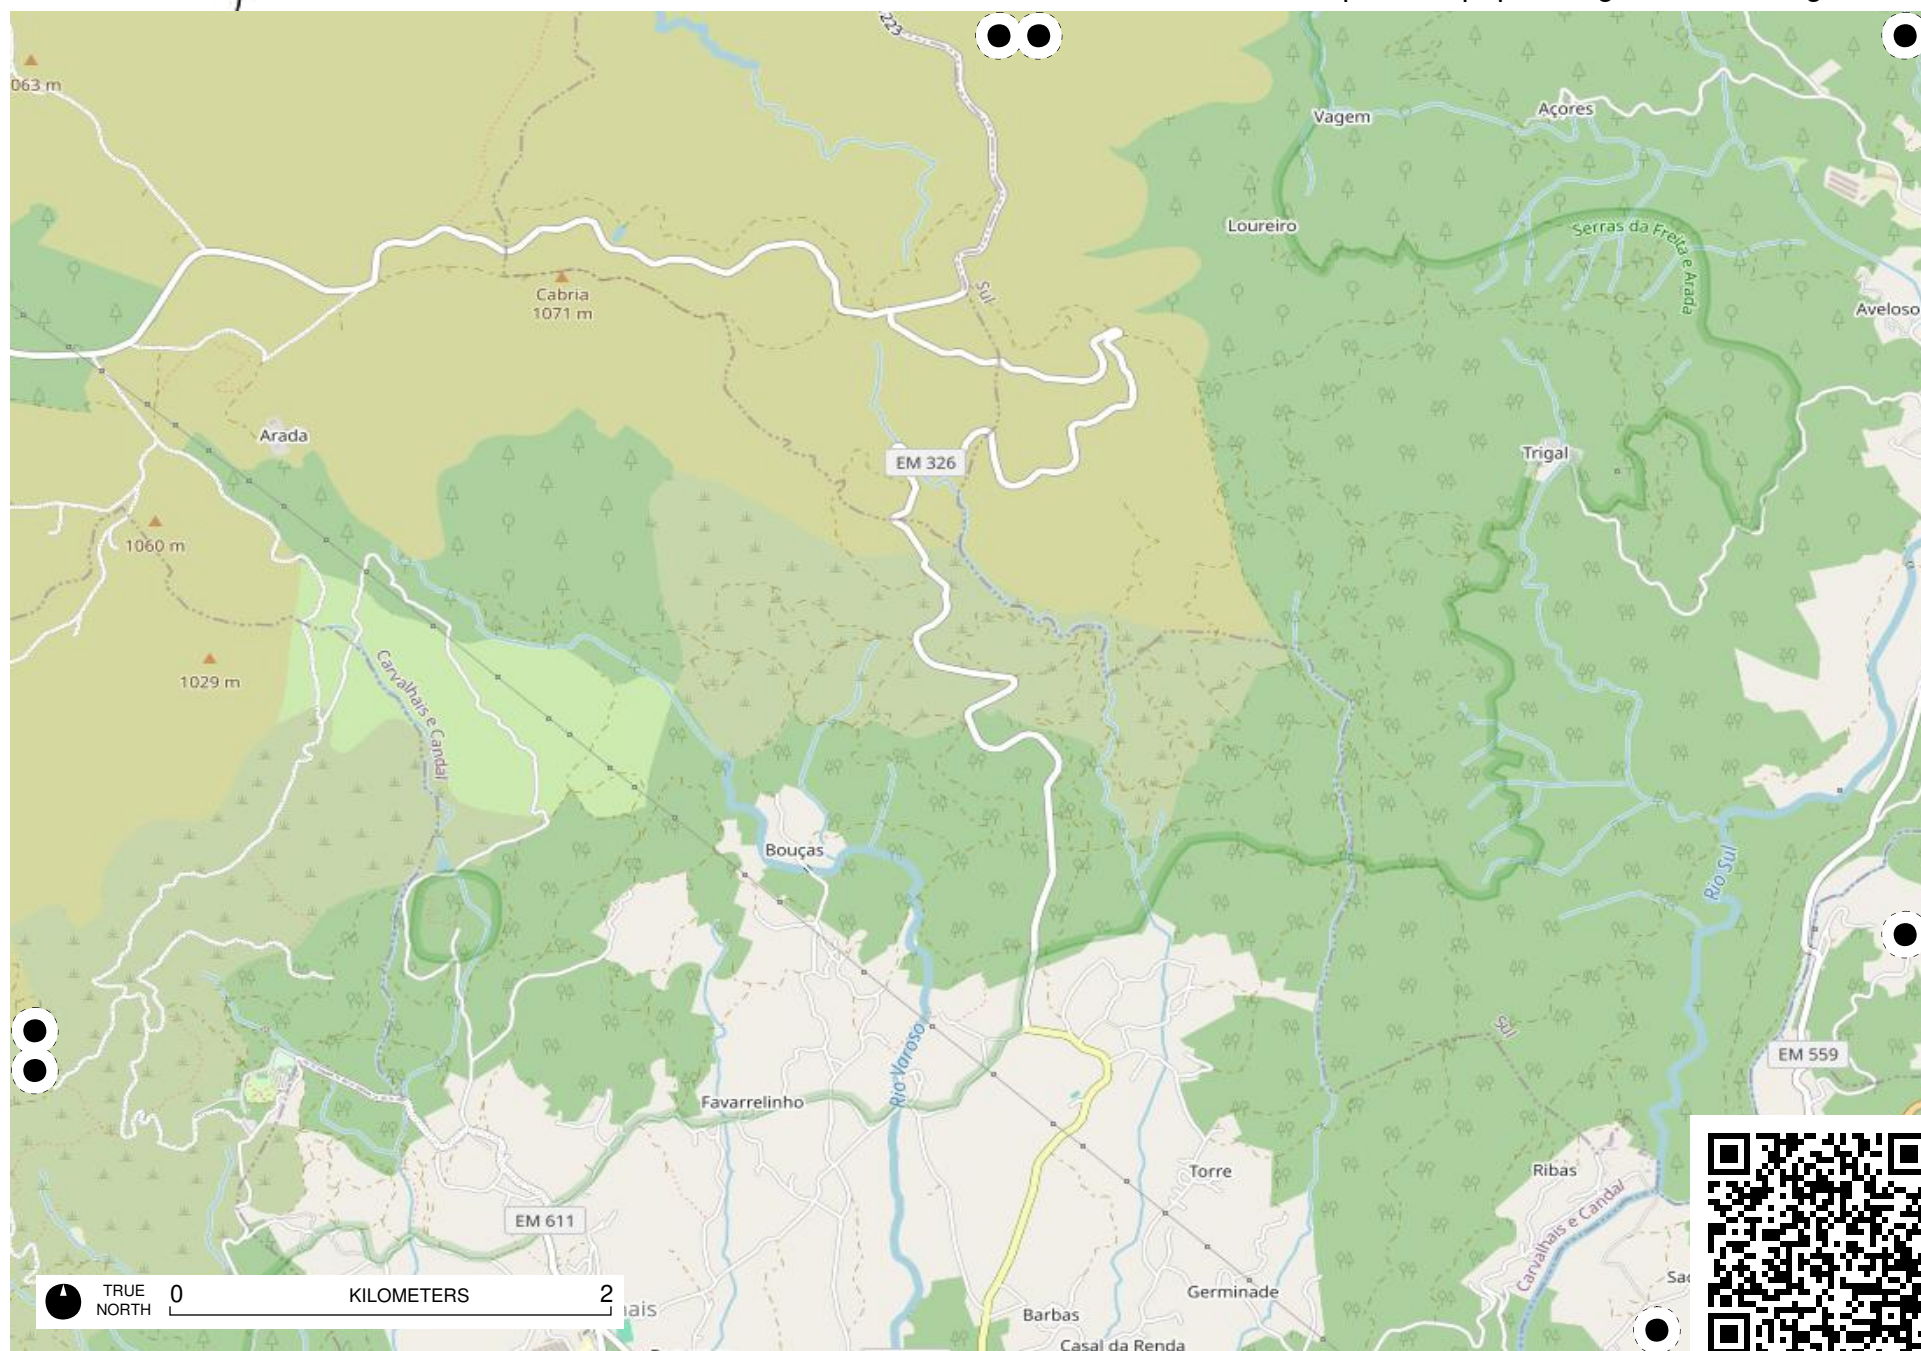 223
063 m
Vagem
Açores
Loureiro
Serras da Freita e Arada
Sul
Cabria
1071 m
Aveloso
Arada
EM 326
Trigal
1060 m
1029 m
Carvalhais e Candal
Bouças
Rio Sul
Sul
EM 559
Rio Varoso
Favarrelinho
Torre
Ribas
EM 611
Carvalhais e Candal
Germinade
Barbas
Casal da Renda
nais
TRUE
NORTH
0 KILOMETERS 2